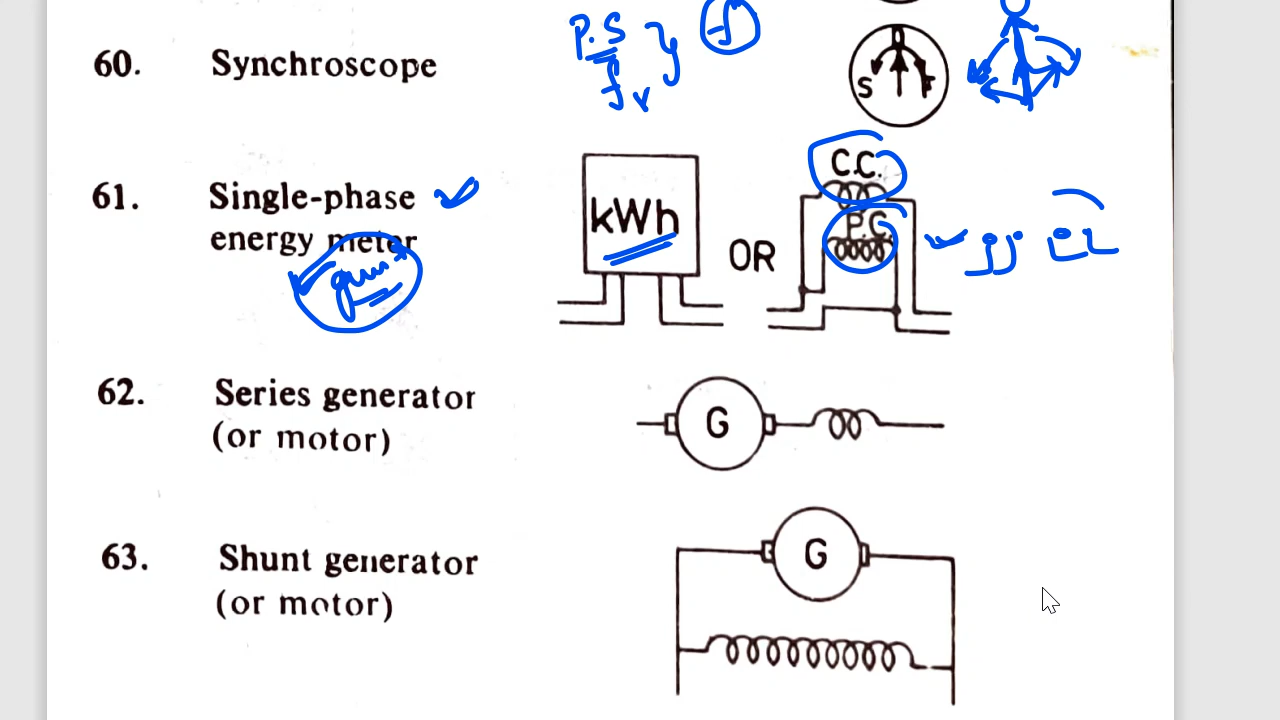 60. Synchroscope
P.S
f
S F
61. Single-phase
energy meter
kWh
OR
C.C.
P.C.
62. Series generator
(or motor)
G
63. Shunt generator
(or motor)
G